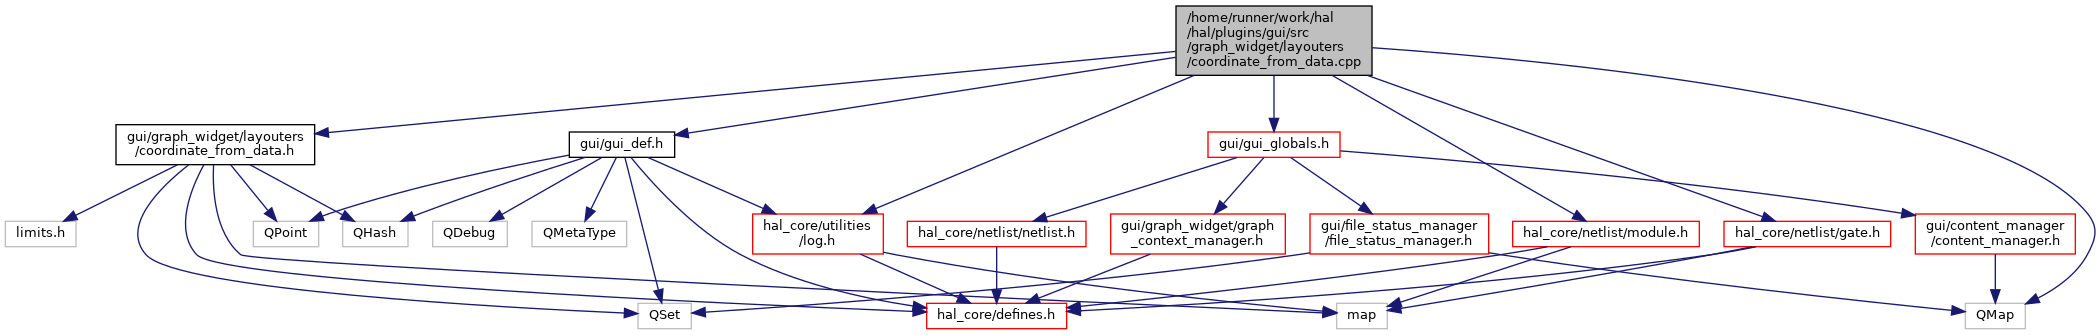 /home/runner/work/hal
/hal/plugins/gui/src
/graph_widget/layouters
/coordinate_from_data.cpp
gui/graph_widget/layouters
/coordinate_from_data.h
gui/gui_def.h
gui/gui_globals.h
limits.h
QPoint
QHash
QDebug
QMetaType
hal_core/utilities
/log.h
hal_core/netlist/netlist.h
gui/graph_widget/graph
_context_manager.h
gui/file_status_manager
/file_status_manager.h
hal_core/netlist/module.h
hal_core/netlist/gate.h
gui/content_manager
/content_manager.h
QSet
hal_core/defines.h
map
QMap